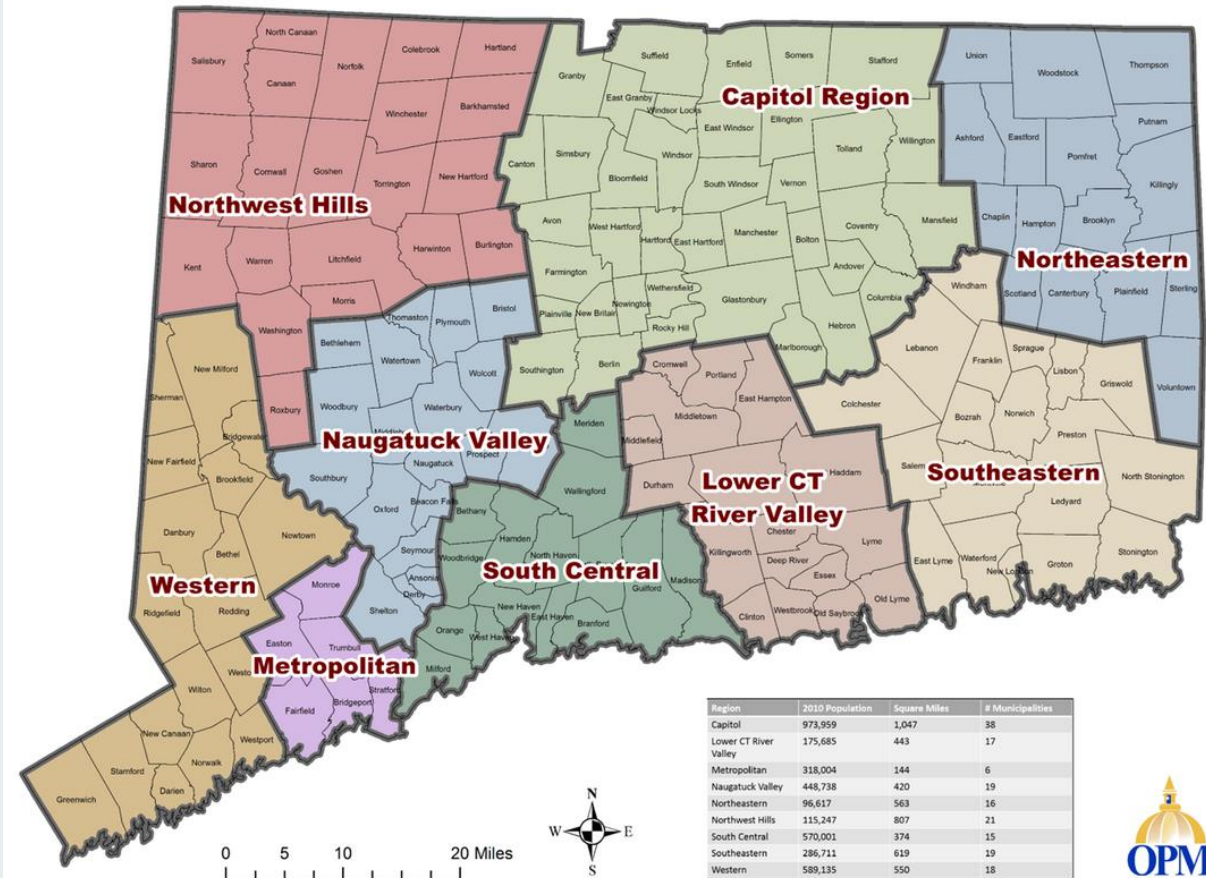 North Canaan
Salisbury
Canaan
Norfolk
Colebrook
Hartland
Winchester
Barkhamsted
Sharon
Cornwall
Goshen
Torrington
New Hartford
Northwest Hills
Kent
Warren
Litchfield
Harwinton
Burlington
Morris
Washington
Roxbury
Granby
Suffield
Enfield
Somers
Stafford
East Granby
Windsor Locks
Capitol Region
East Windsor
Ellington
Willington
Canton
Simsbury
Bloomfield
Windsor
Tolland
South Windsor
Vernon
Avon
West Hartford
Hartford
East Hartford
Manchester
Bolton
Coventry
Mansfield
Farmington
Wethersfield
Andover
Columbia
Plainville
New Britain
Newington
Glastonbury
Rocky Hill
Hebron
Marlborough
Southington
Berlin
Union
Woodstock
Thompson
Putnam
Ashford
Eastford
Pomfret
Killingly
Chaplin
Hampton
Brooklyn
Northeastern
Scotland
Canterbury
Plainfield
Sterling
Voluntown
Bethlehem
Thomaston
Plymouth
Bristol
Watertown
Wolcott
Woodbury
Waterbury
Naugatuck Valley
Naugatuck
Prospect
Southbury
Oxford
Beacon Falls
Seymour
Ansonia
Derby
Shelton
Sherman
New Milford
Bridgewater
New Fairfield
Brookfield
Danbury
Bethel
Newtown
Western
Ridgefield
Redding
Wilton
Westo
New Canaan
Westport
Stamford
Norwalk
Darien
Greenwich
Monroe
Easton
Trumbull
Metropolitan
Stratford
Fairfield
Bridgeport
Meriden
Wallingford
Bethany
Hamden
Woodbridge
North Haven
South Central
Madison
Guilford
New Haven
East Haven
Branford
Orange
West Haven
Milford
Cromwell
Portland
East Hampton
Middletown
Middlefield
Durham
Haddam
Lower CT
River Valley
Killingworth
Chester
Lyme
Deep River
Essex
Clinton
Westbrook
Old Saybrook
Old Lyme
Windham
Lebanon
Franklin
Sprague
Lisbon
Griswold
Colchester
Bozrah
Norwich
Preston
Salem
Southeastern
North Stonington
Ledyard
East Lyme
Waterford
New London
Groton
Stonington
N
W E
S
0 5 10 20 Miles
Region 2010 Population Square Miles # Municipalities
Capitol 973,959 1,047 38
Lower CT River 175,685 443 17
Valley
Metropolitan 318,004 144 6
Naugatuck Valley 448,738 420 19
Northeastern 96,617 563 16
Northwest Hills 115,247 807 21
South Central 570,001 374 15
Southeastern 286,711 619 19
Western 589,135 550 18
OPM